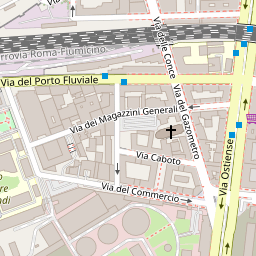 Via delle Conce
ferrovia Roma-Fiumicino
Via del Porto Fluviale
Via del Gazometro
Via dei Magazzini Generali
Via Caboto
Via Ostiense
Via del Commercio